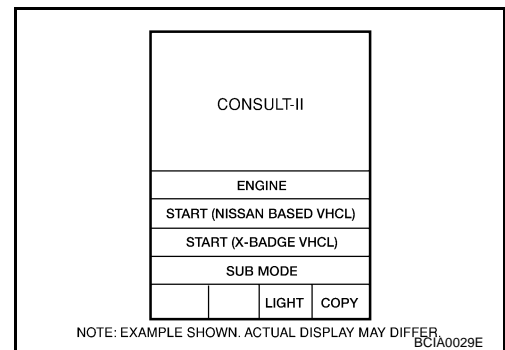 CONSULT-II
ENGINE
START (NISSAN BASED VHCL)
START (X-BADGE VHCL)
SUB MODE
LIGHT COPY
NOTE: EXAMPLE SHOWN. ACTUAL DISPLAY MAY DIFFER.
BCIA0029E